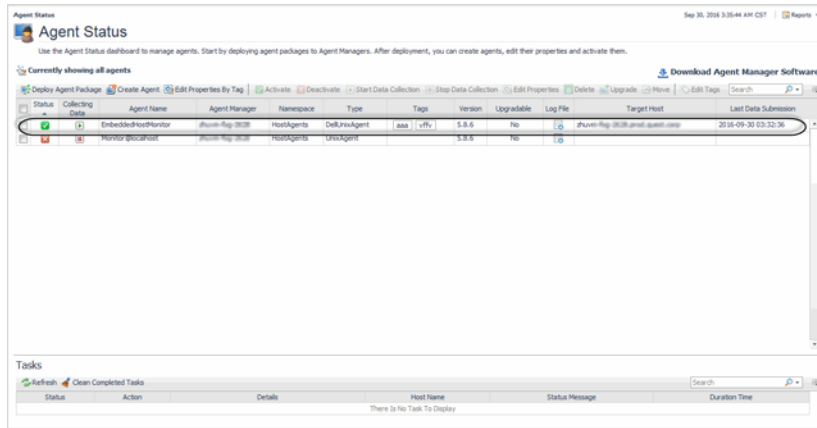 Agent Status
Sep 30, 2016 3:35:44 AM CST
Reports
Agent Status
Use the Agent Status dashboard to manage agents. Start by deploying agent packages to Agent Managers. After deployment, you can create agents, edit their properties and activate them.
Currently showing all agents
Download Agent Manager Software
Deploy Agent Package Create Agent Edit Properties By Tag Activate Deactivate Start Data Collection Stop Data Collection Edit Properties Delete Upgrade Move Edit Tags Search
Status Collecting Data Agent Name Agent Manager Namespace Type Tags Version Upgradable Log File Target Host Last Data Submission
EmbeddedHostMonitor HostAgents DellUnixAgent aaa vffv 5.8.6 No 2016-09-30 03:32:36
Monitor@localhost HostAgents UnixAgent 5.8.6 No
Tasks
Refresh Clean Completed Tasks Search
Status Action Details Host Name Status Message Duration Time
There Is No Task To Display